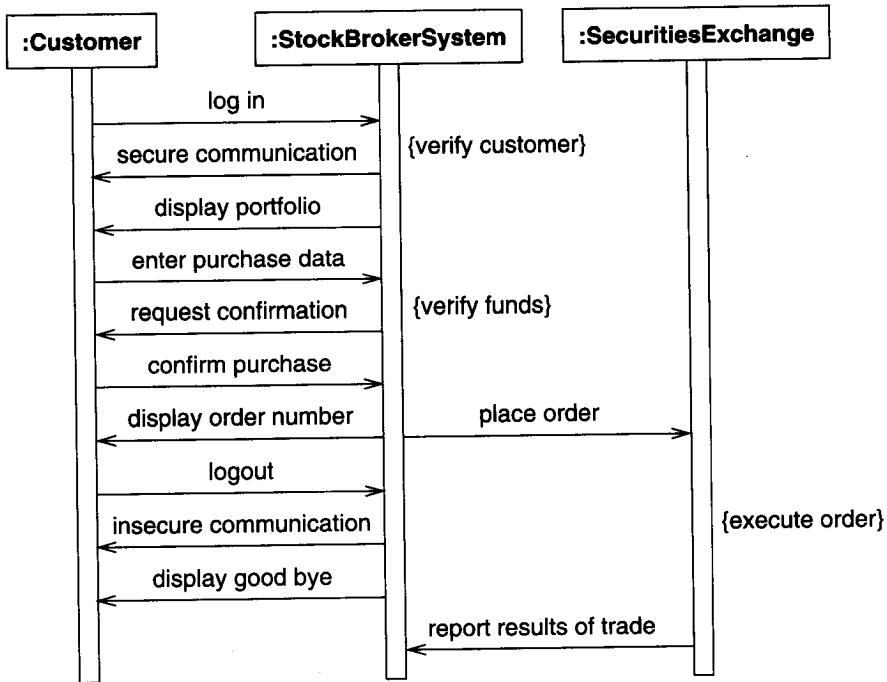 :Customer
:StockBrokerSystem
:SecuritiesExchange
log in
{verify customer}
secure communication
display portfolio
enter purchase data
{verify funds}
request confirmation
confirm purchase
display order number
place order
logout
{execute order}
insecure communication
display good bye
report results of trade